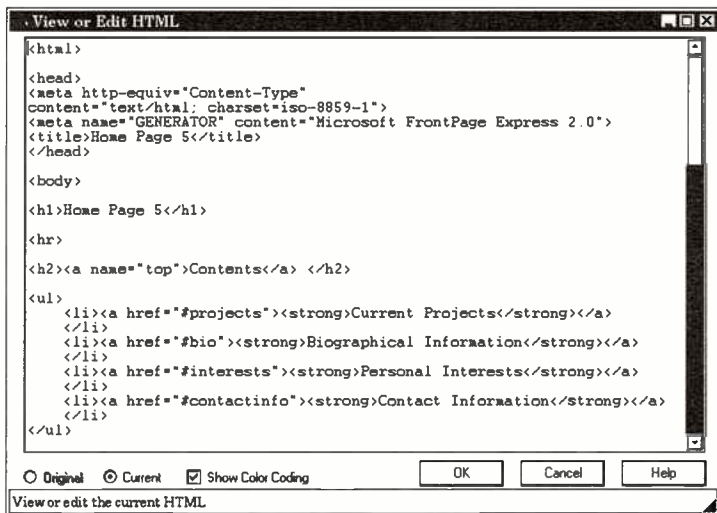 View or Edit HTML
<html>
<head>
<meta http-equiv="Content-Type"
content="text/html; charset=iso-8859-1">
<meta name="GENERATOR" content="Microsoft FrontPage Express 2.0">
<title>Home Page 5</title>
</head>
<body>
<h1>Home Page 5</h1>
<hr>
<h2><a name="top">Contents</a> </h2>
<ul>
<li><a href="#projects"><strong>Current Projects</strong></a>
</li>
<li><a href="#bio"><strong>Biographical Information</strong></a>
</li>
<li><a href="#interests"><strong>Personal Interests</strong></a>
</li>
<li><a href="#contactinfo"><strong>Contact Information</strong></a>
</li>
</ul>
Original Current Show Color Coding OK Cancel Help
View or edit the current HTML